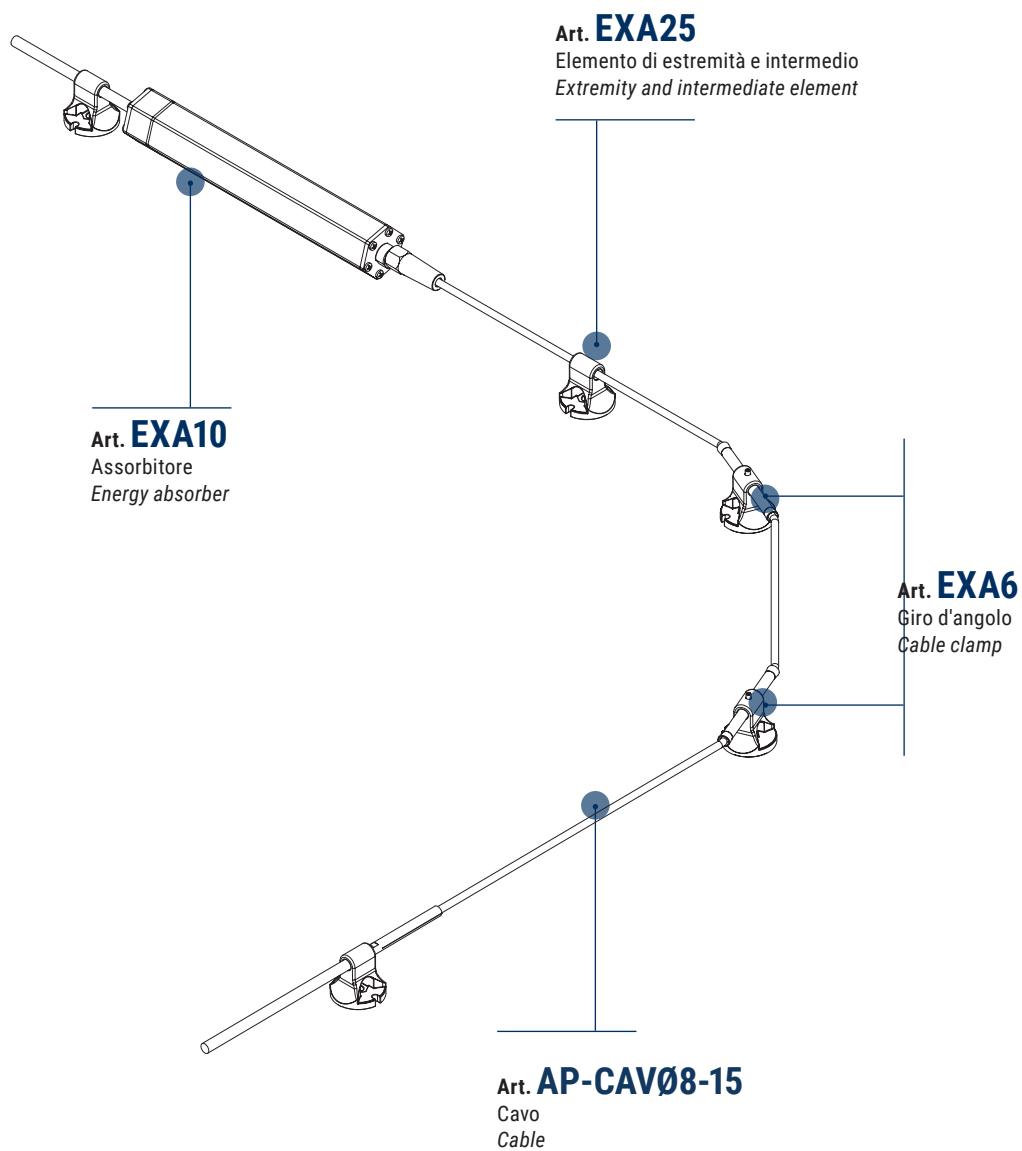 Art. EXA25
Elemento di estremità e intermedio
Extremity and intermediate element
Art. EXA10
Assorbitore
Energy absorber
Art. EXA6
Giro d'angolo
Cable clamp
Art. AP-CAVØ8-15
Cavo
Cable